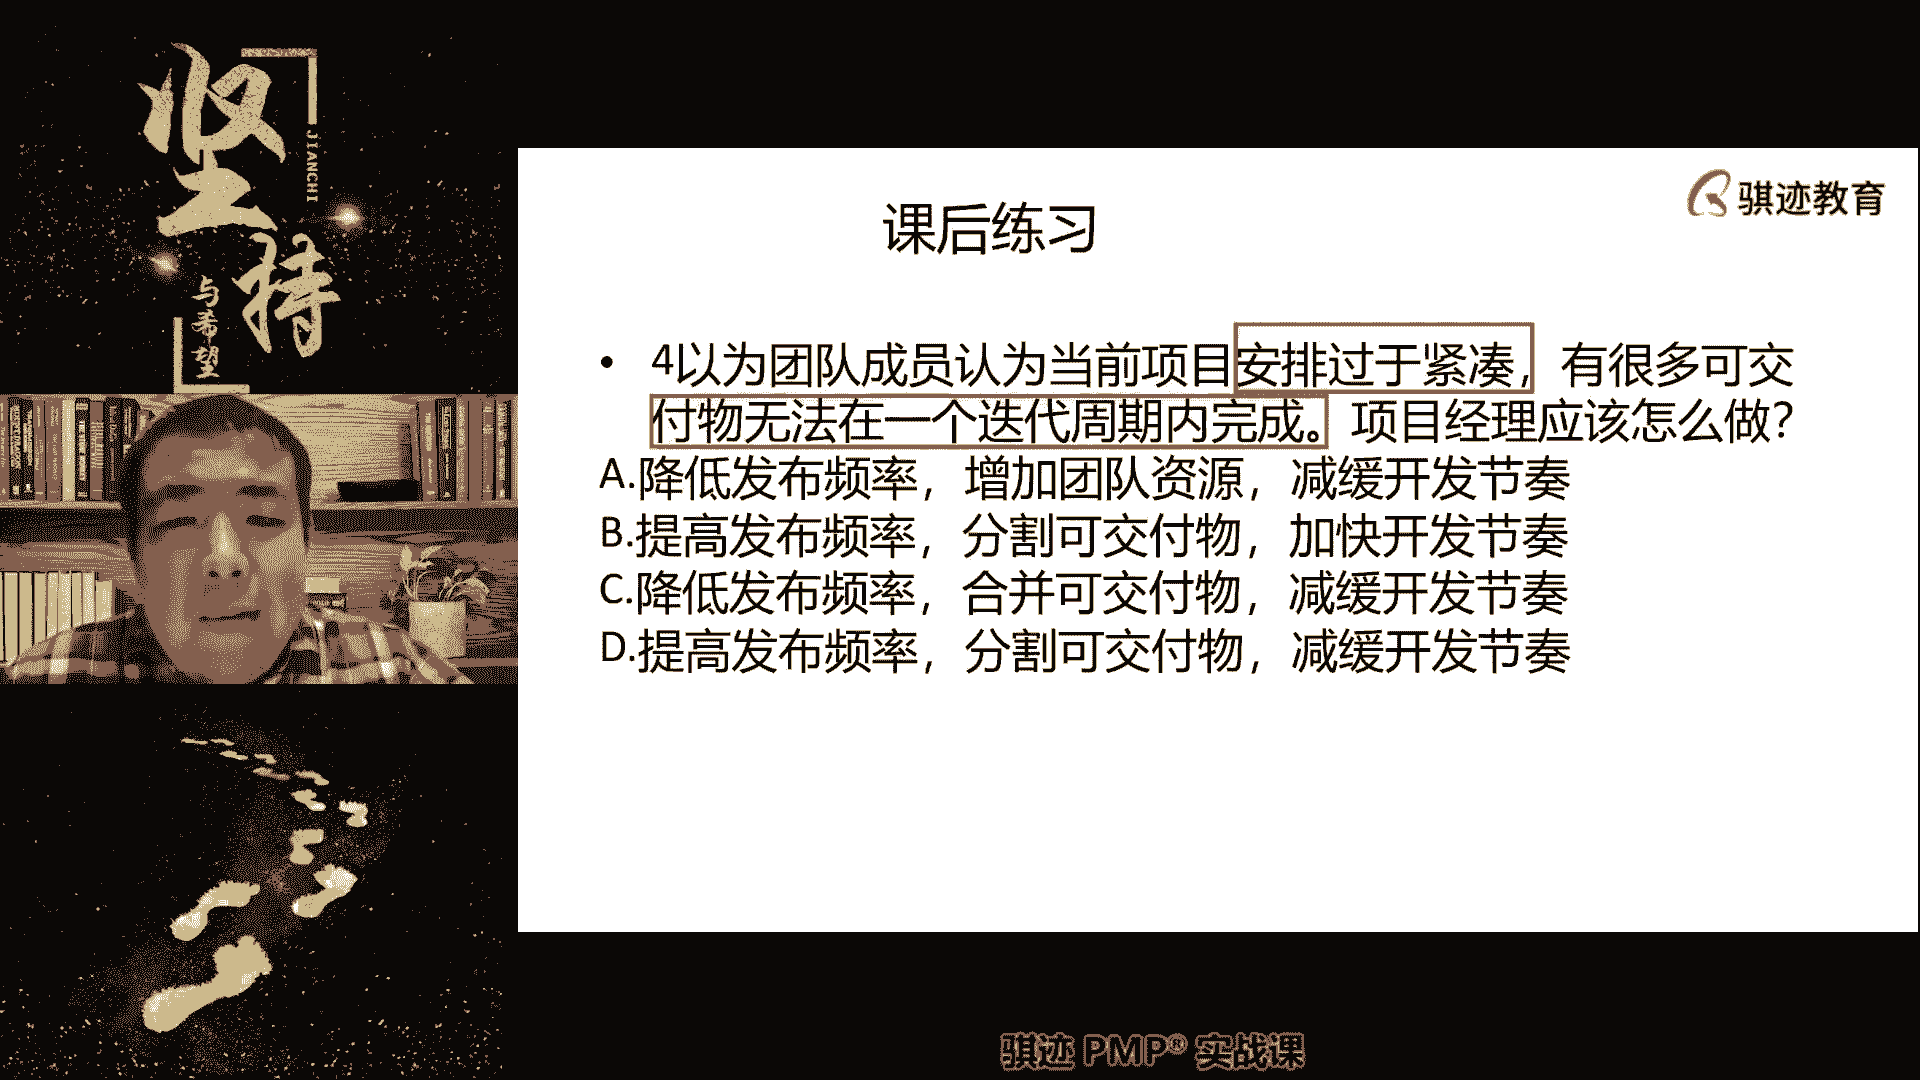 坚持
JIANCHI
与希望
骐迹教育
课后练习
• 4以为团队成员认为当前项目安排过于紧凑，有很多可交
付物无法在一个迭代周期内完成。项目经理应该怎么做？
A.降低发布频率，增加团队资源，减缓开发节奏
B.提高发布频率，分割可交付物，加快开发节奏
C.降低发布频率，合并可交付物，减缓开发节奏
D.提高发布频率，分割可交付物，减缓开发节奏
骐迹 PMP® 实战课